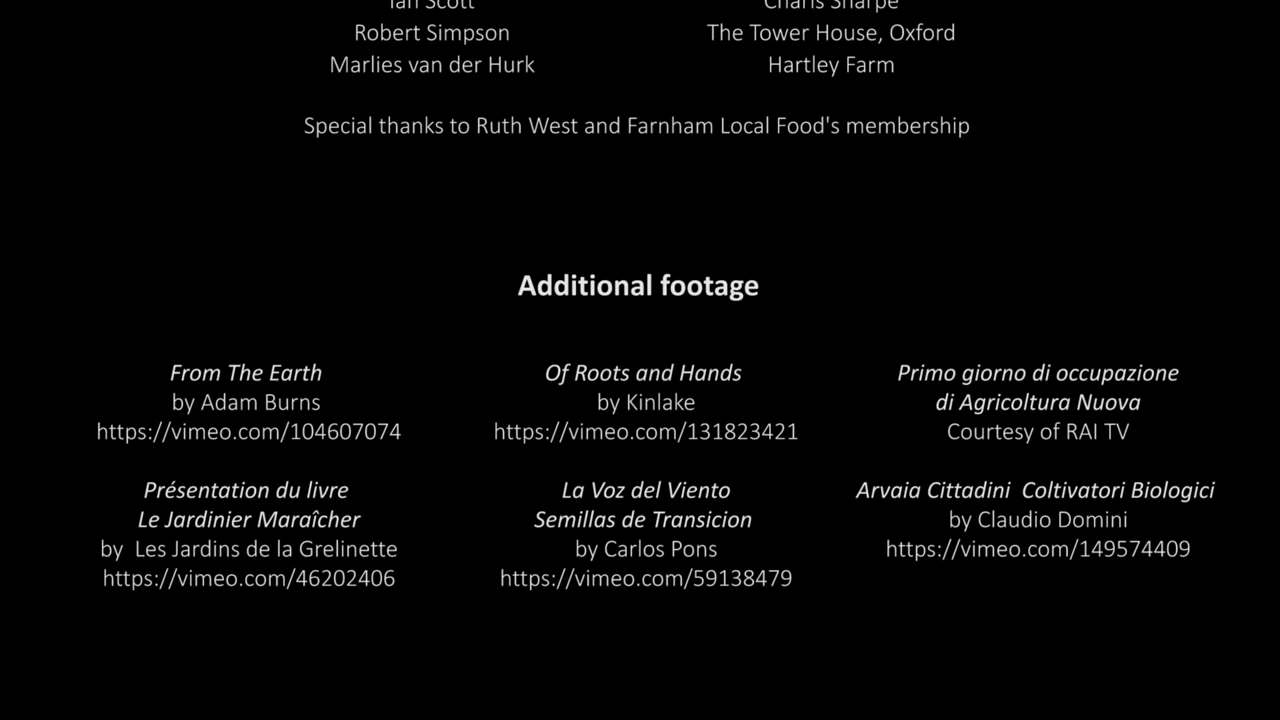 Ian Scott
Charis Sharpe
Robert Simpson
The Tower House, Oxford
Marlies van der Hurk
Hartley Farm
Special thanks to Ruth West and Farnham Local Food's membership
Additional footage
From The Earth
by Adam Burns
https://vimeo.com/104607074
Of Roots and Hands
by Kinlake
https://vimeo.com/131823421
Primo giorno di occupazione
di Agricoltura Nuova
Courtesy of RAI TV
Présentation du livre
Le Jardinier Maraîcher
by Les Jardins de la Grelinette
https://vimeo.com/46202406
La Voz del Viento
Semillas de Transicion
by Carlos Pons
https://vimeo.com/59138479
Arvaia Cittadini Coltivatori Biologici
by Claudio Domini
https://vimeo.com/149574409